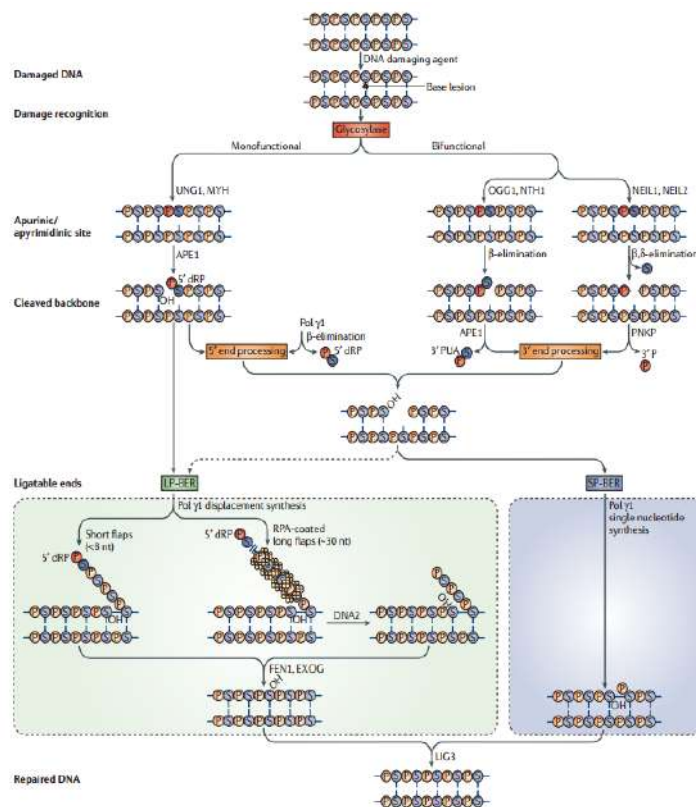 DNA damaging agent
Damaged DNA
Base lesion
Damage recognition
Glycosylase
Monofunctional
Bifunctional
UNG1, MYH
OGG1, NTH1
NEIL1, NEIL2
Apurinic/
apyrimidinic site
APE1
β-elimination
β,δ-elimination
S
5′ dRP
OH
Cleaved backbone
Pol γ1
β-elimination
5′ dRP
5′ end processing
APE1
3′ PUA
3′ end processing
PNKP
3′ P
OH
Ligatable ends
LP-BER
SP-BER
Pol γ1 displacement synthesis
Pol γ1
single nucleotide
synthesis
Short flaps
(<8 nt)
5′ dRP
5′ dRP
RPA-coated
long flaps (~30 nt)
OH
OH
DNA2
OH
FEN1, EXOG
OH
OH
LIG3
Repaired DNA